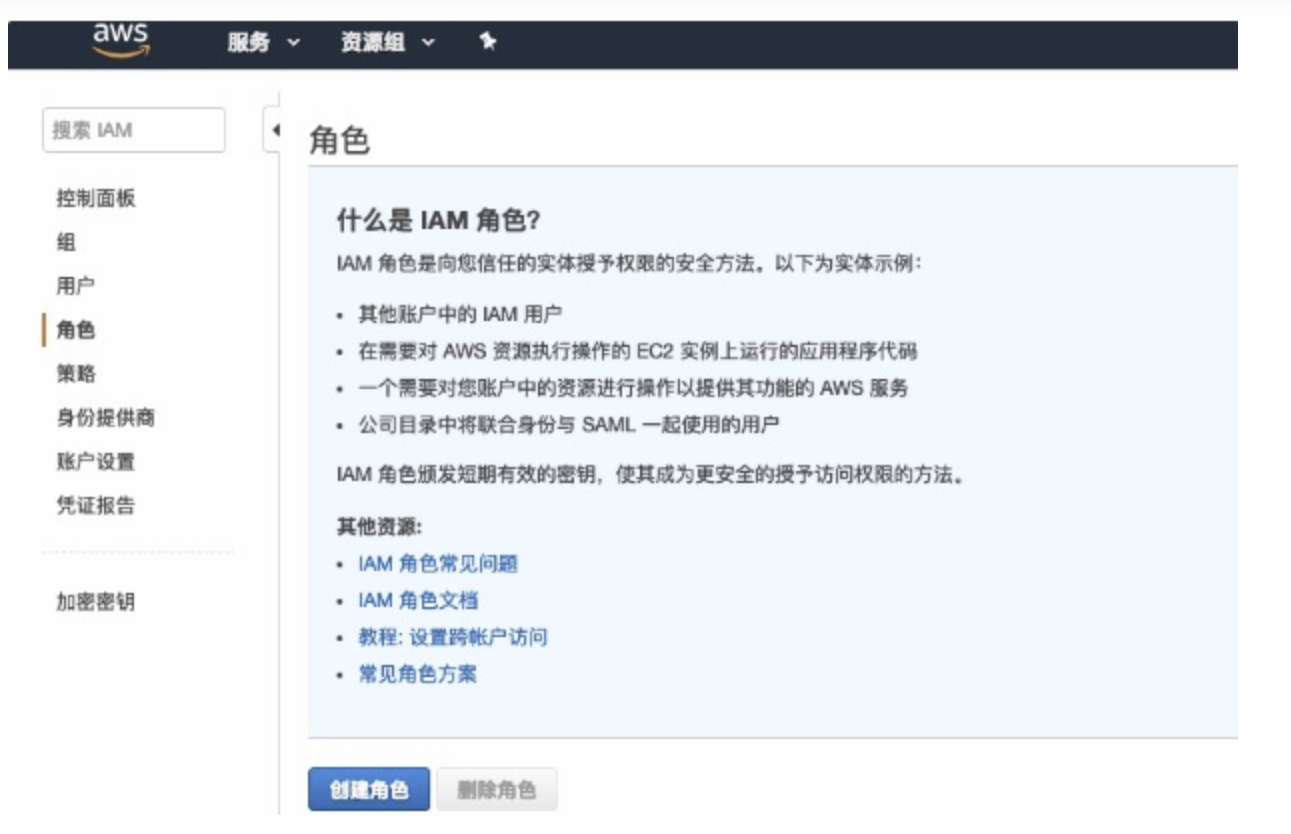 aws 服务 资源组
搜索 IAM
控制面板
组
用户
角色
策略
身份提供商
账户设置
凭证报告
加密密钥
角色
什么是 IAM 角色?
IAM 角色是向您信任的实体授予权限的安全方法。以下为实体示例：
• 其他账户中的 IAM 用户
• 在需要对 AWS 资源执行操作的 EC2 实例上运行的应用程序代码
• 一个需要对您账户中的资源进行操作以提供其功能的 AWS 服务
• 公司目录中将联合身份与 SAML 一起使用的用户
IAM 角色颁发短期有效的密钥，使其成为更安全的授予访问权限的方法。
其他资源:
• IAM 角色常见问题
• IAM 角色文档
• 教程: 设置跨帐户访问
• 常见角色方案
创建角色 删除角色